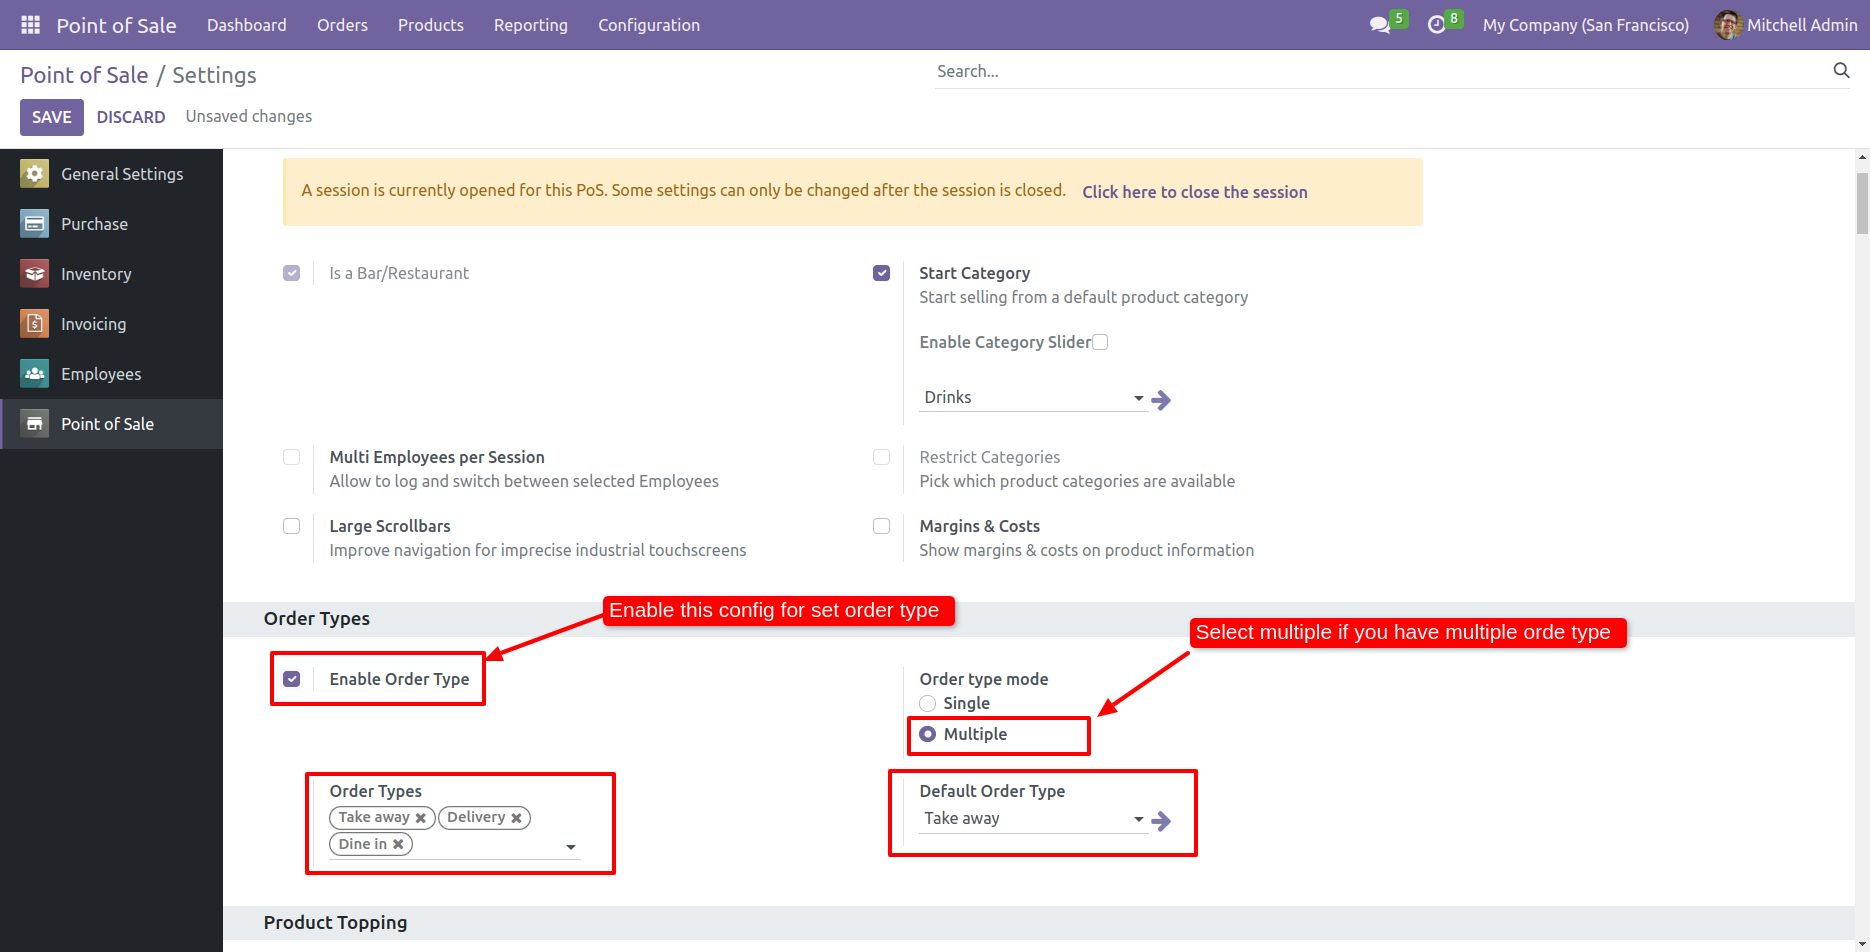 Point of Sale Dashboard Orders Products Reporting Configuration 5 8 My Company (San Francisco) Mitchell Admin
Point of Sale / Settings
Search...
SAVE DISCARD Unsaved changes
General Settings
Purchase
Inventory
Invoicing
Employees
Point of Sale
A session is currently opened for this PoS. Some settings can only be changed after the session is closed. Click here to close the session
Is a Bar/Restaurant
Start Category
Start selling from a default product category
Enable Category Slider
Drinks
Multi Employees per Session
Allow to log and switch between selected Employees
Restrict Categories
Pick which product categories are available
Large Scrollbars
Improve navigation for imprecise industrial touchscreens
Margins & Costs
Show margins & costs on product information
Order Types
Enable this config for set order type
Select multiple if you have multiple orde type
Enable Order Type
Order type mode
Single
Multiple
Order Types
Take away Delivery
Dine in
Default Order Type
Take away
Product Topping